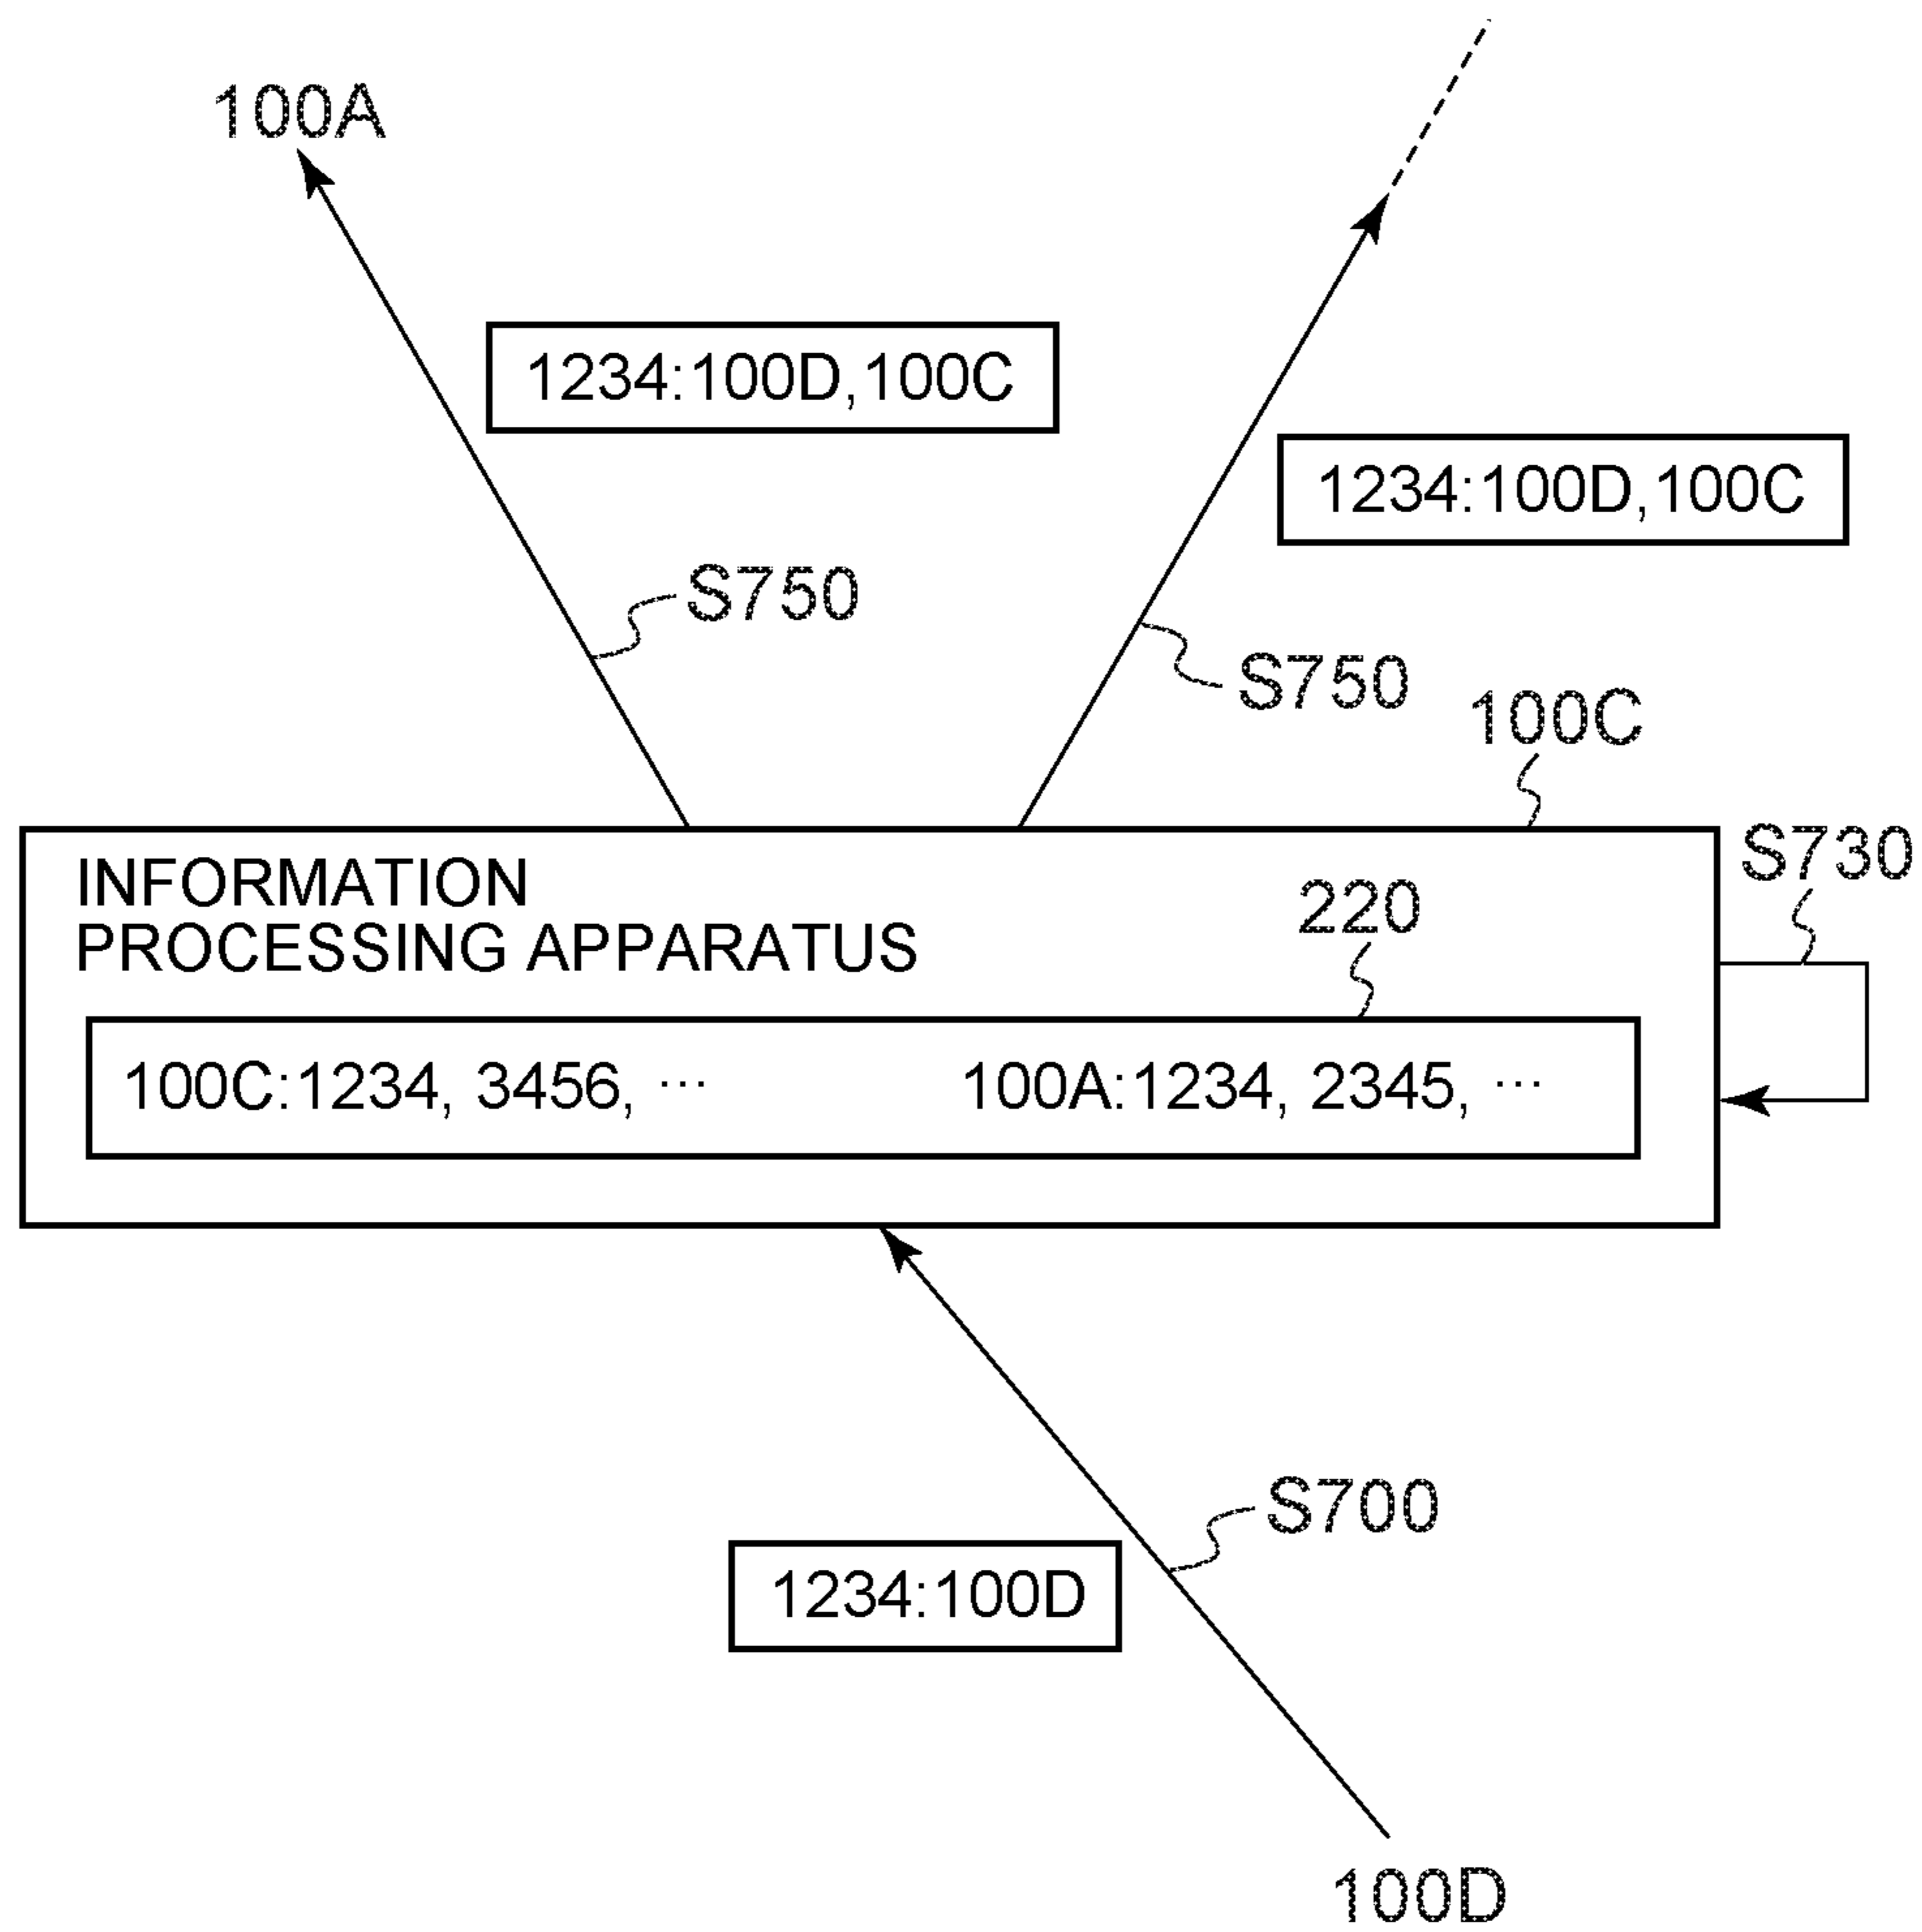 100A
1234:100D,100C
1234:100D,100C
S750
S750
100C
S730
INFORMATION
PROCESSING APPARATUS
220
100C:1234, 3456, ⋯ 100A:1234, 2345, ⋯
S700
1234:100D
100D